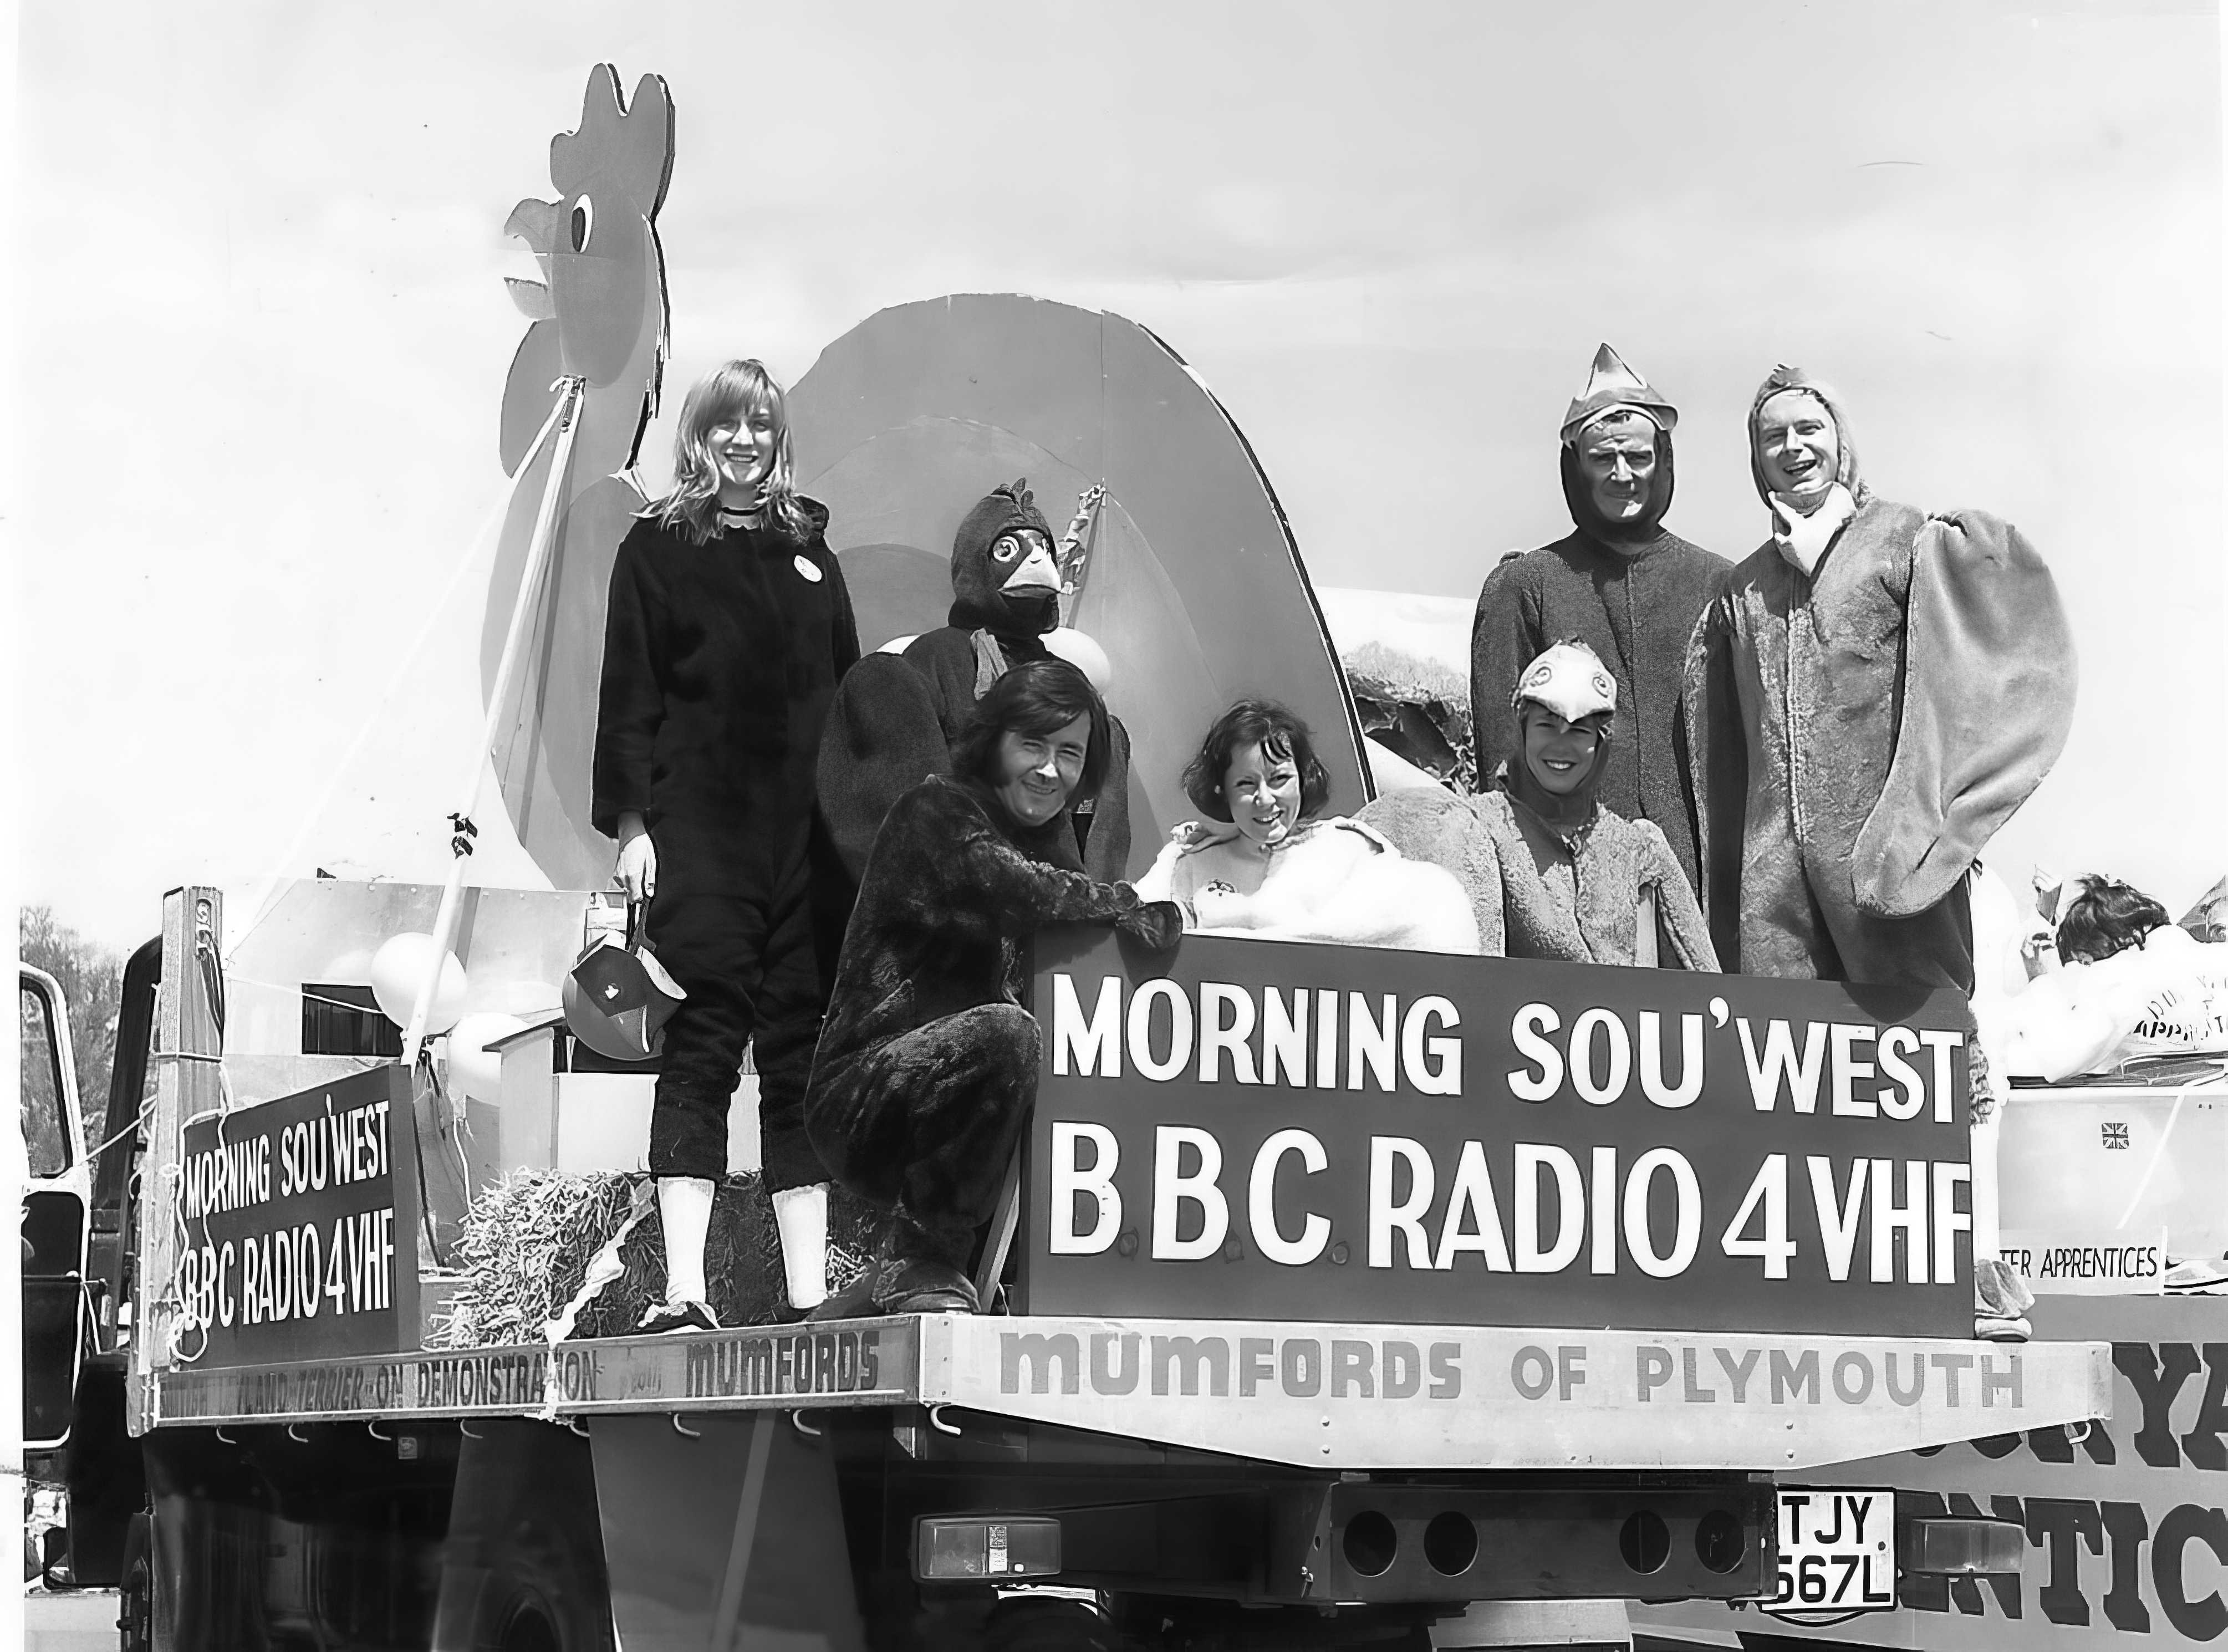 MORNING SOU'WEST
B.B.C. RADIO 4 VHF
MORNING SOU'WEST
BBC RADIO 4 VHF
TERRIER ON DEMONSTRATION MUMFORDS
MUMFORDS OF PLYMOUTH
APPRENTICES
TJY
567L